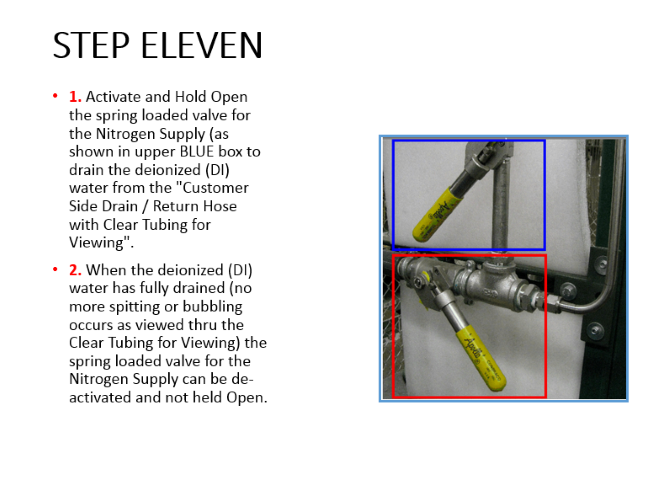 STEP ELEVEN
• 1. Activate and Hold Open
the spring loaded valve for
the Nitrogen Supply (as
shown in upper BLUE box to
drain the deionized (DI)
water from the "Customer
Side Drain / Return Hose
with Clear Tubing for
Viewing".
• 2. When the deionized (DI)
water has fully drained (no
more spitting or bubbling
occurs as viewed thru the
Clear Tubing for Viewing) the
spring loaded valve for the
Nitrogen Supply can be de-
activated and not held Open.
Apollo
Apollo